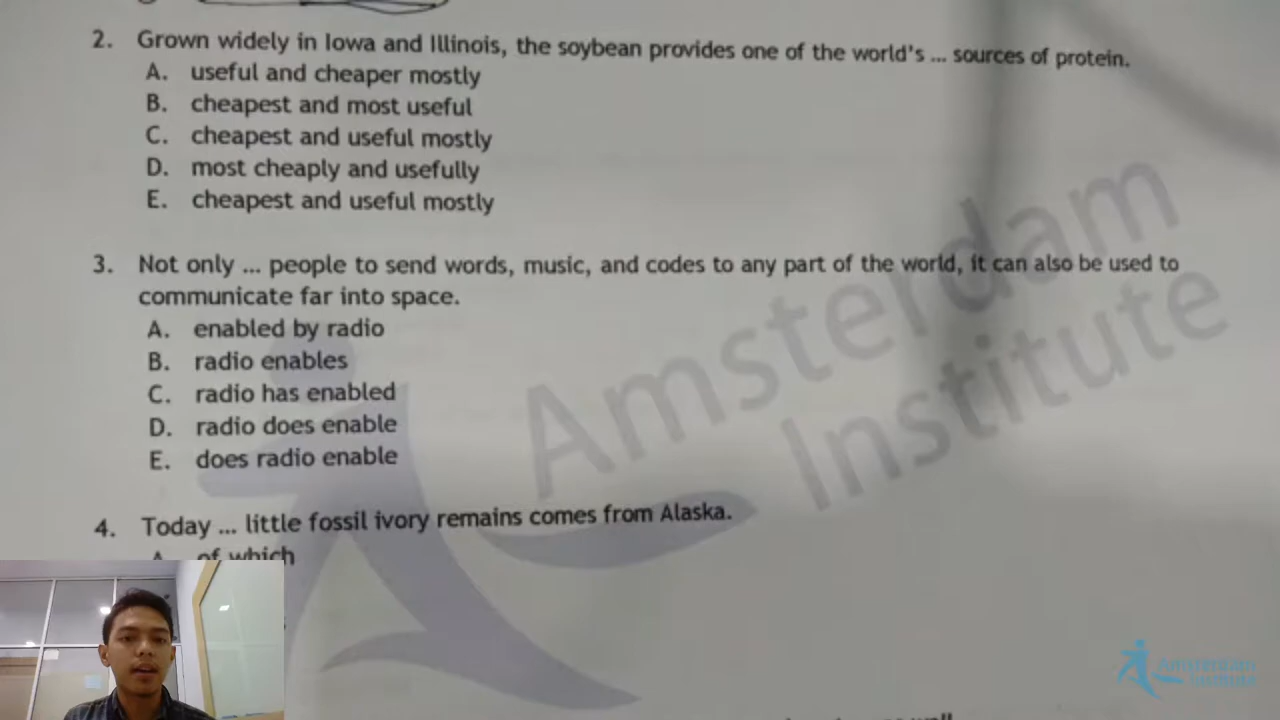 2. Grown widely in Iowa and Illinois, the soybean provides one of the world's ... sources of protein.
A. useful and cheaper mostly
B. cheapest and most useful
C. cheapest and useful mostly
D. most cheaply and usefully
E. cheapest and useful mostly
3. Not only ... people to send words, music, and codes to any part of the world, it can also be used to
communicate far into space.
A. enabled by radio
B. radio enables
C. radio has enabled
D. radio does enable
E. does radio enable
4. Today ... little fossil ivory remains comes from Alaska.
A. of which
Amsterdam
Institute
Amsterdam
Institute